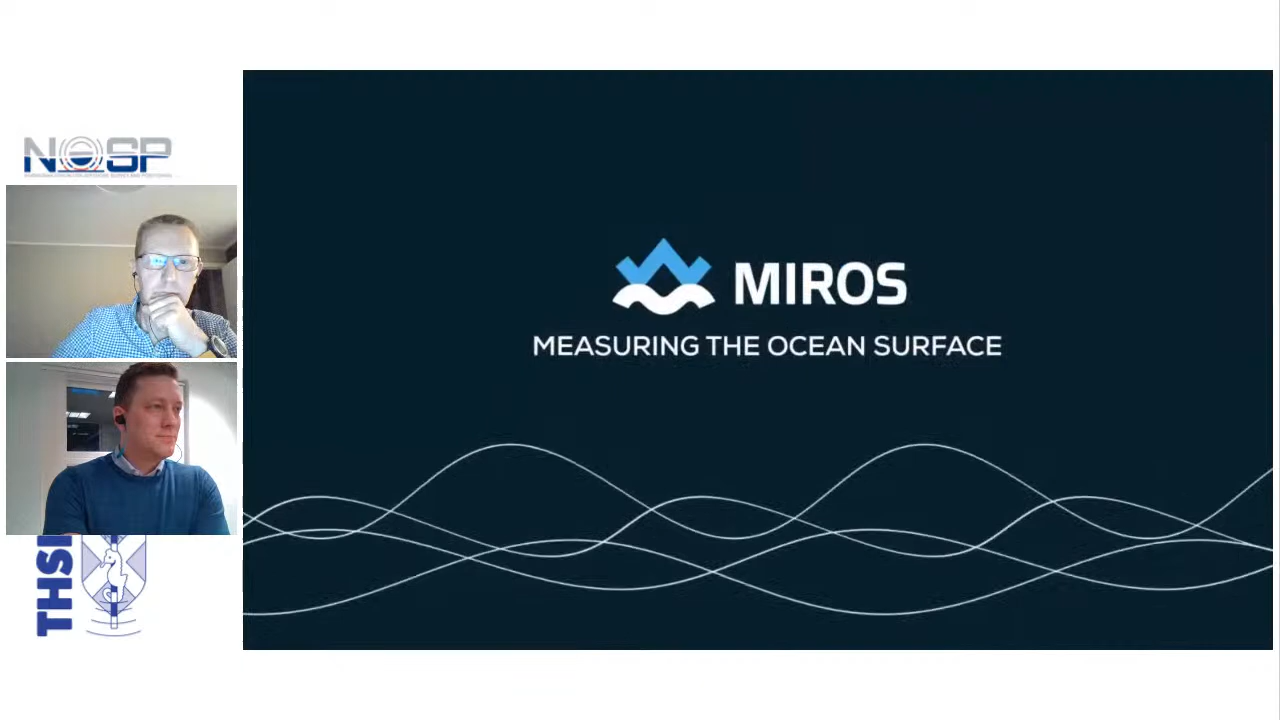 NOSP
THSI
MIROS
MEASURING THE OCEAN SURFACE